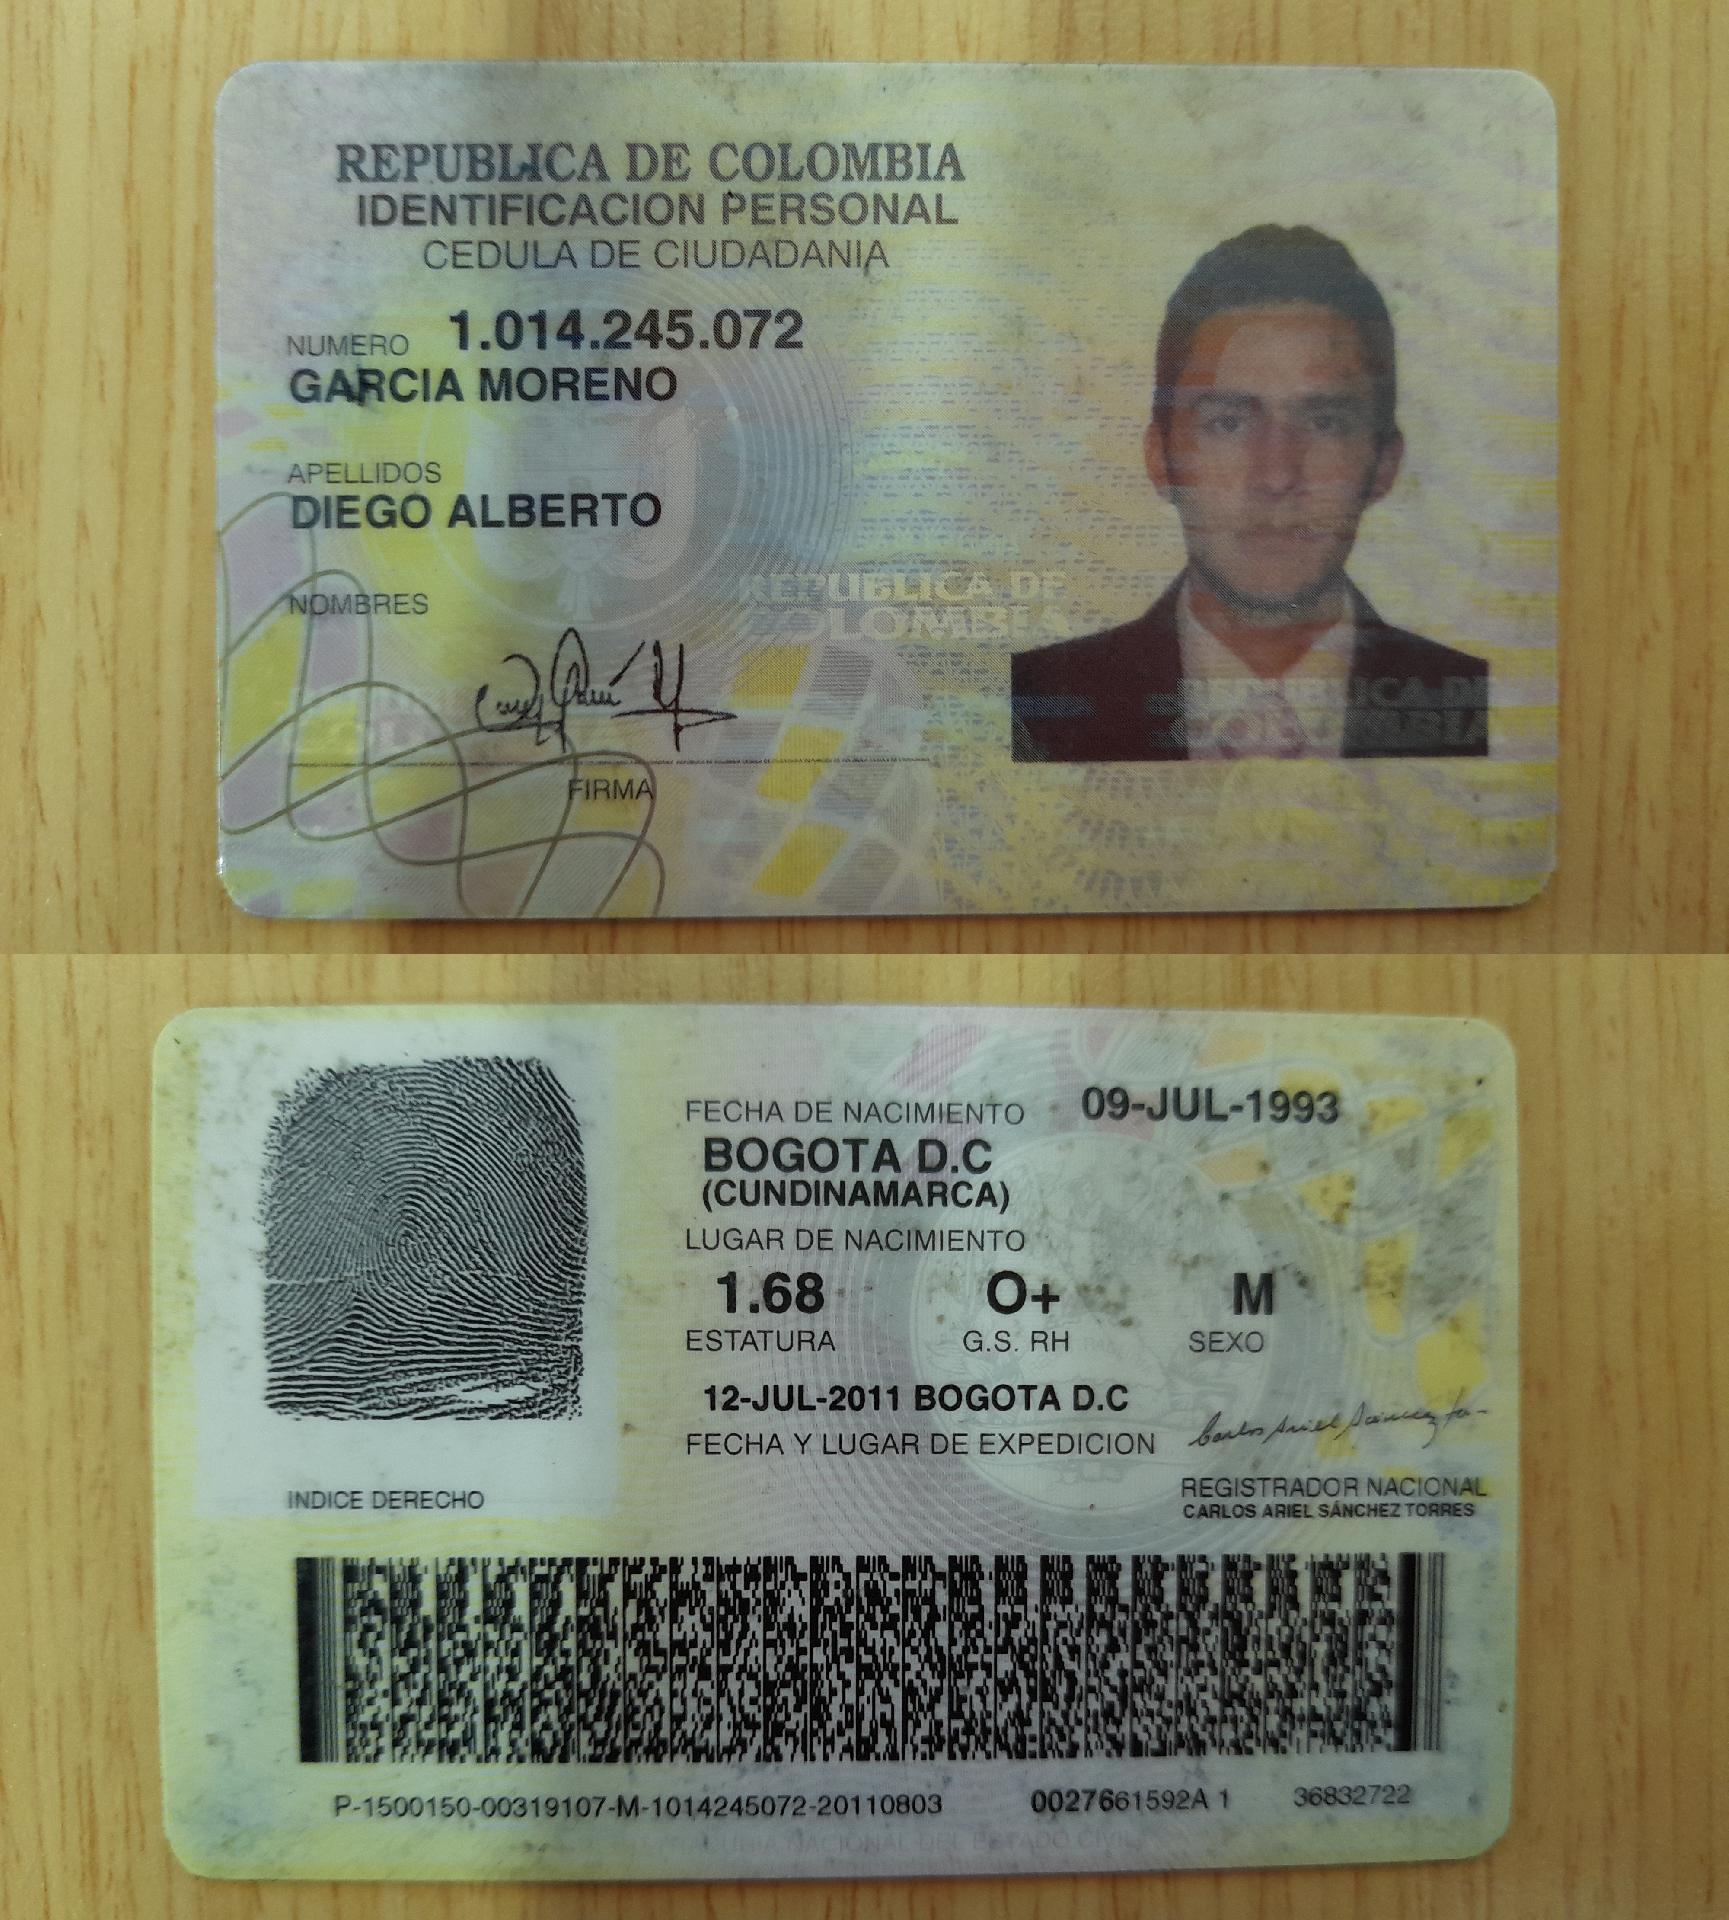 REPUBLICA DE COLOMBIA
IDENTIFICACION PERSONAL
CEDULA DE CIUDADANIA
NUMERO 1.014.245.072
GARCIA MORENO
APELLIDOS
DIEGO ALBERTO
NOMBRES
REPUBLICA DE
COLOMBIA
REPUBLICA DE
COLOMBIA
FIRMA
FECHA DE NACIMIENTO 09-JUL-1993
BOGOTA D.C
(CUNDINAMARCA)
LUGAR DE NACIMIENTO
1.68 O+ M
ESTATURA G.S. RH SEXO
12-JUL-2011 BOGOTA D.C
FECHA Y LUGAR DE EXPEDICION
INDICE DERECHO
REGISTRADOR NACIONAL
CARLOS ARIEL SÁNCHEZ TORRES
P-1500150-00319107-M-1014245072-20110803 0027661592A 1 36832722
NACIONAL DEL ESTADO CIVIL